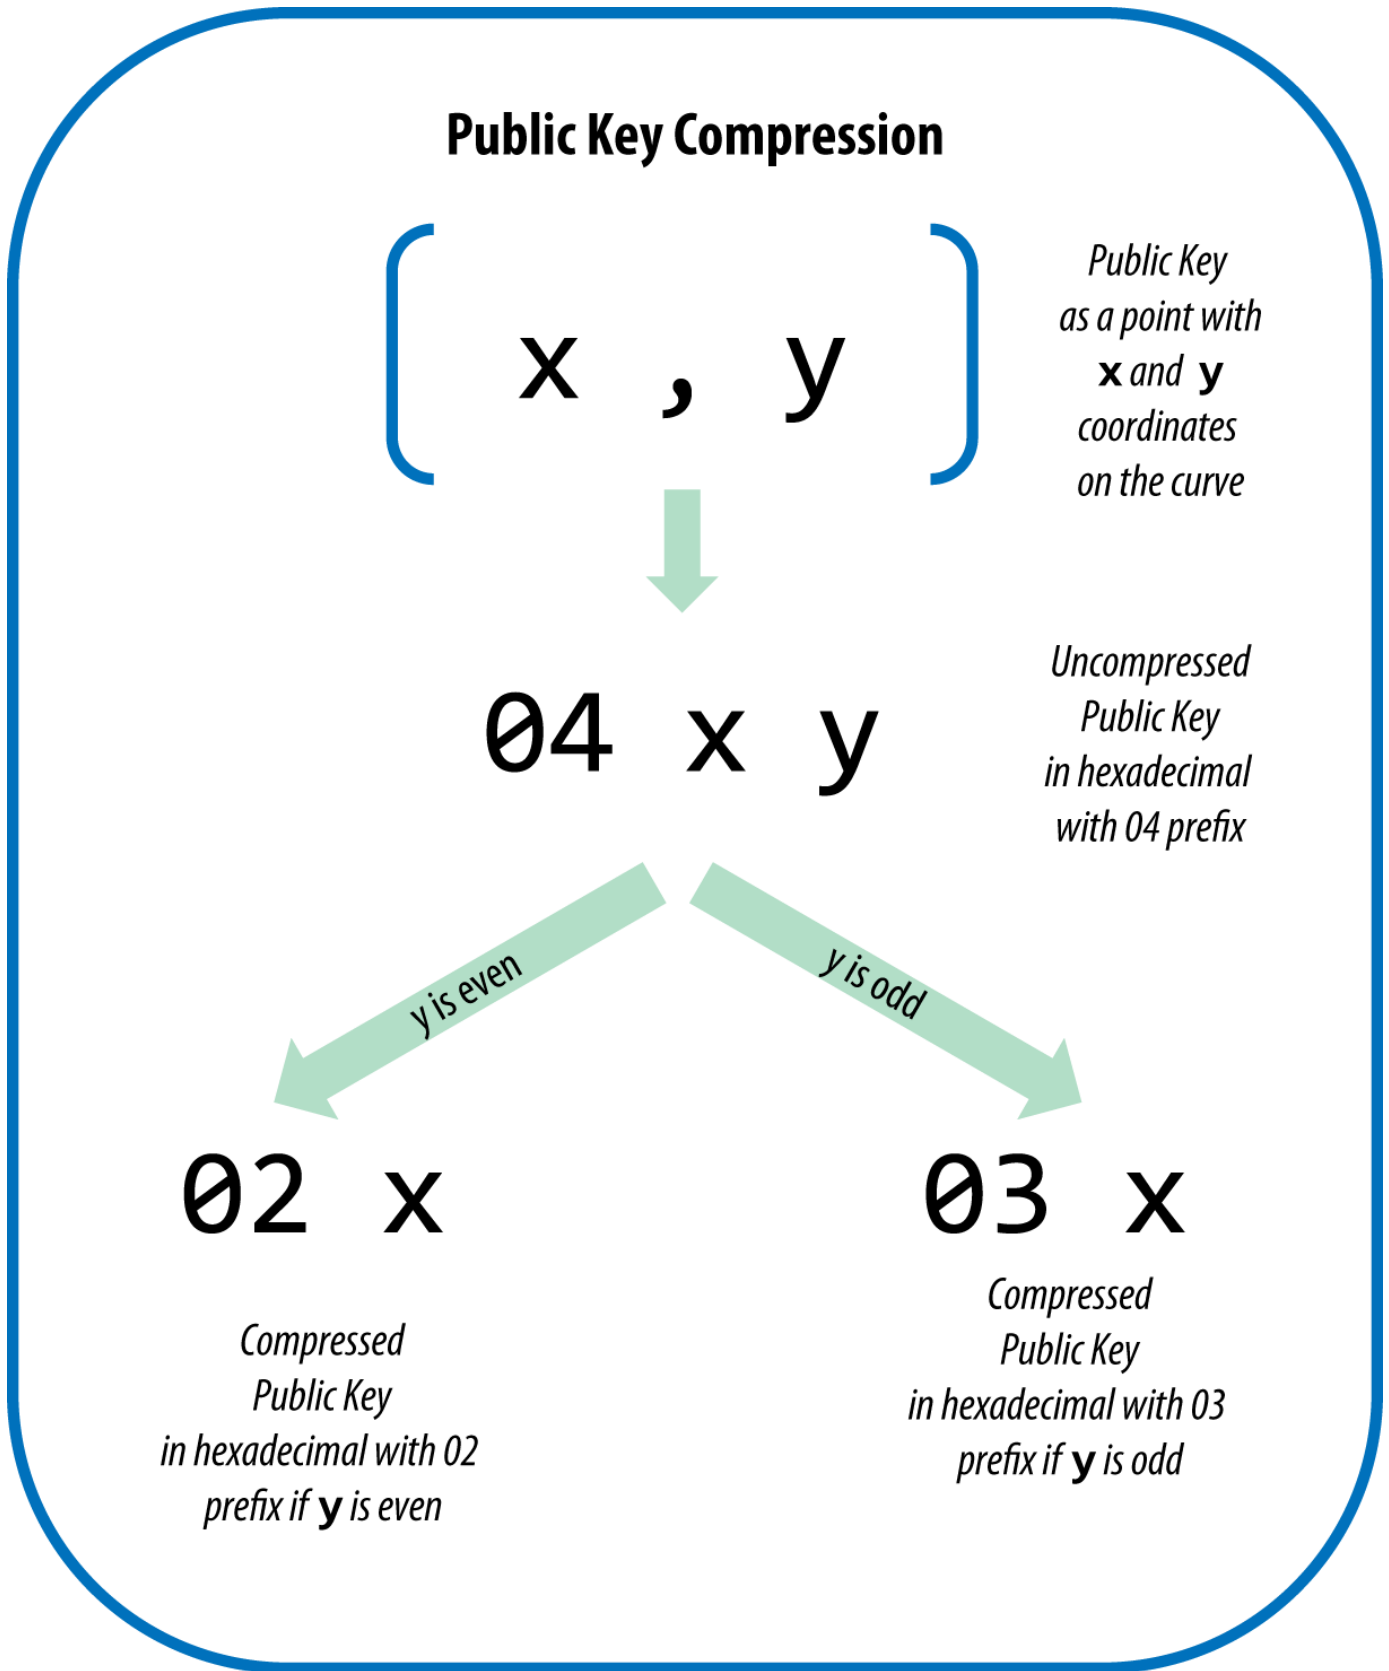 Public Key Compression
x , y
Public Key
as a point with
x and y
coordinates
on the curve
04 x y
Uncompressed
Public Key
in hexadecimal
with 04 prefix
y is even
y is odd
02 x
03 x
Compressed
Public Key
in hexadecimal with 02
prefix if y is even
Compressed
Public Key
in hexadecimal with 03
prefix if y is odd